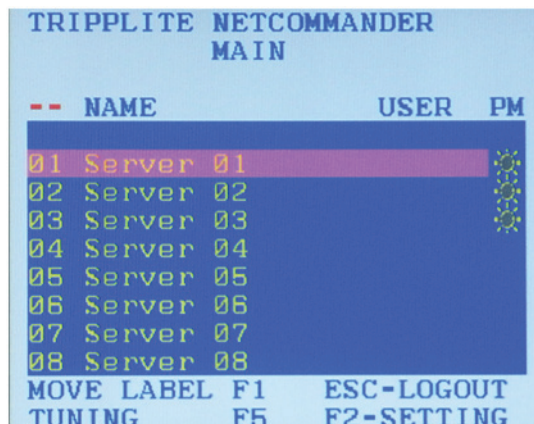 TRIPPLITE NETCOMMANDER
MAIN
-- NAME USER PM
01 Server 01
02 Server 02
03 Server 03
04 Server 04
05 Server 05
06 Server 06
07 Server 07
08 Server 08
MOVE LABEL F1 ESC-LOGOUT
TUNING F5 F2-SETTING